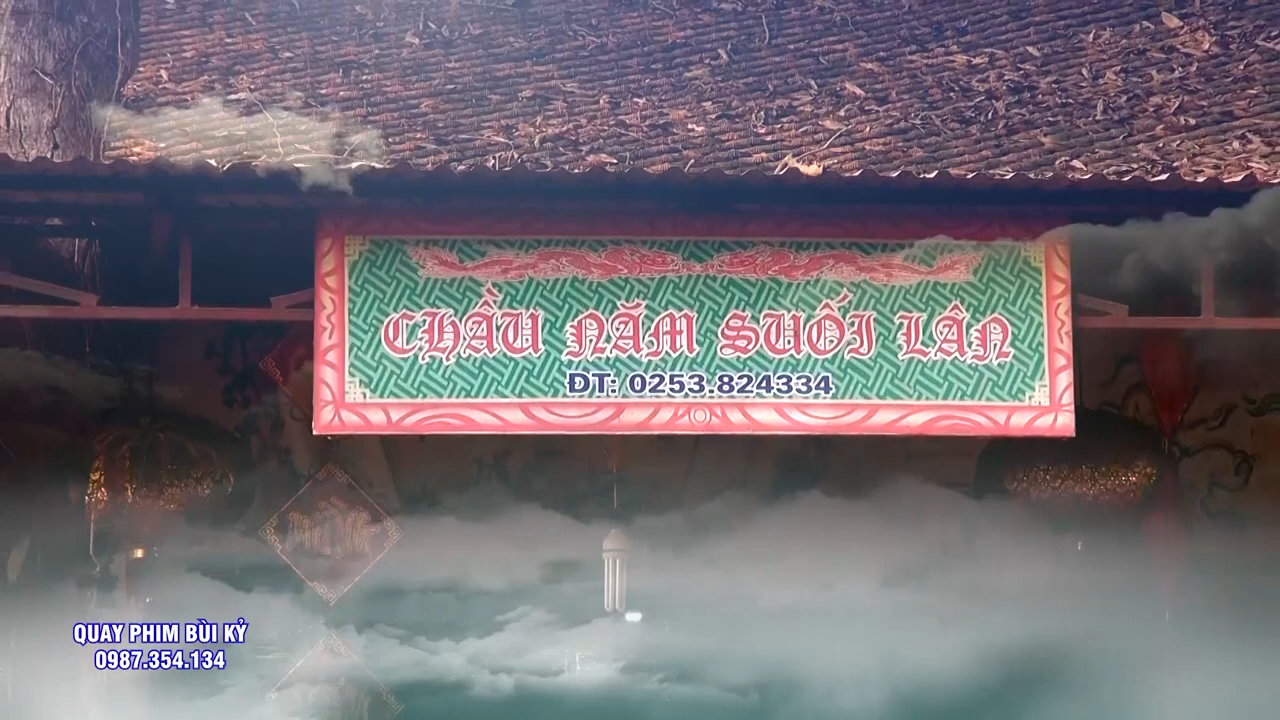 CHẦU NĂM SUỐI LÂN
ĐT: 0253.824334
QUAY PHIM BÙI KỶ
0987.354.134